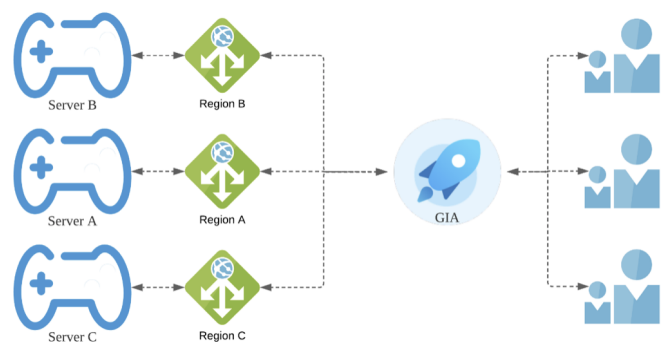 Server B
Region B
Server A
Region A
GIA
Server C
Region C